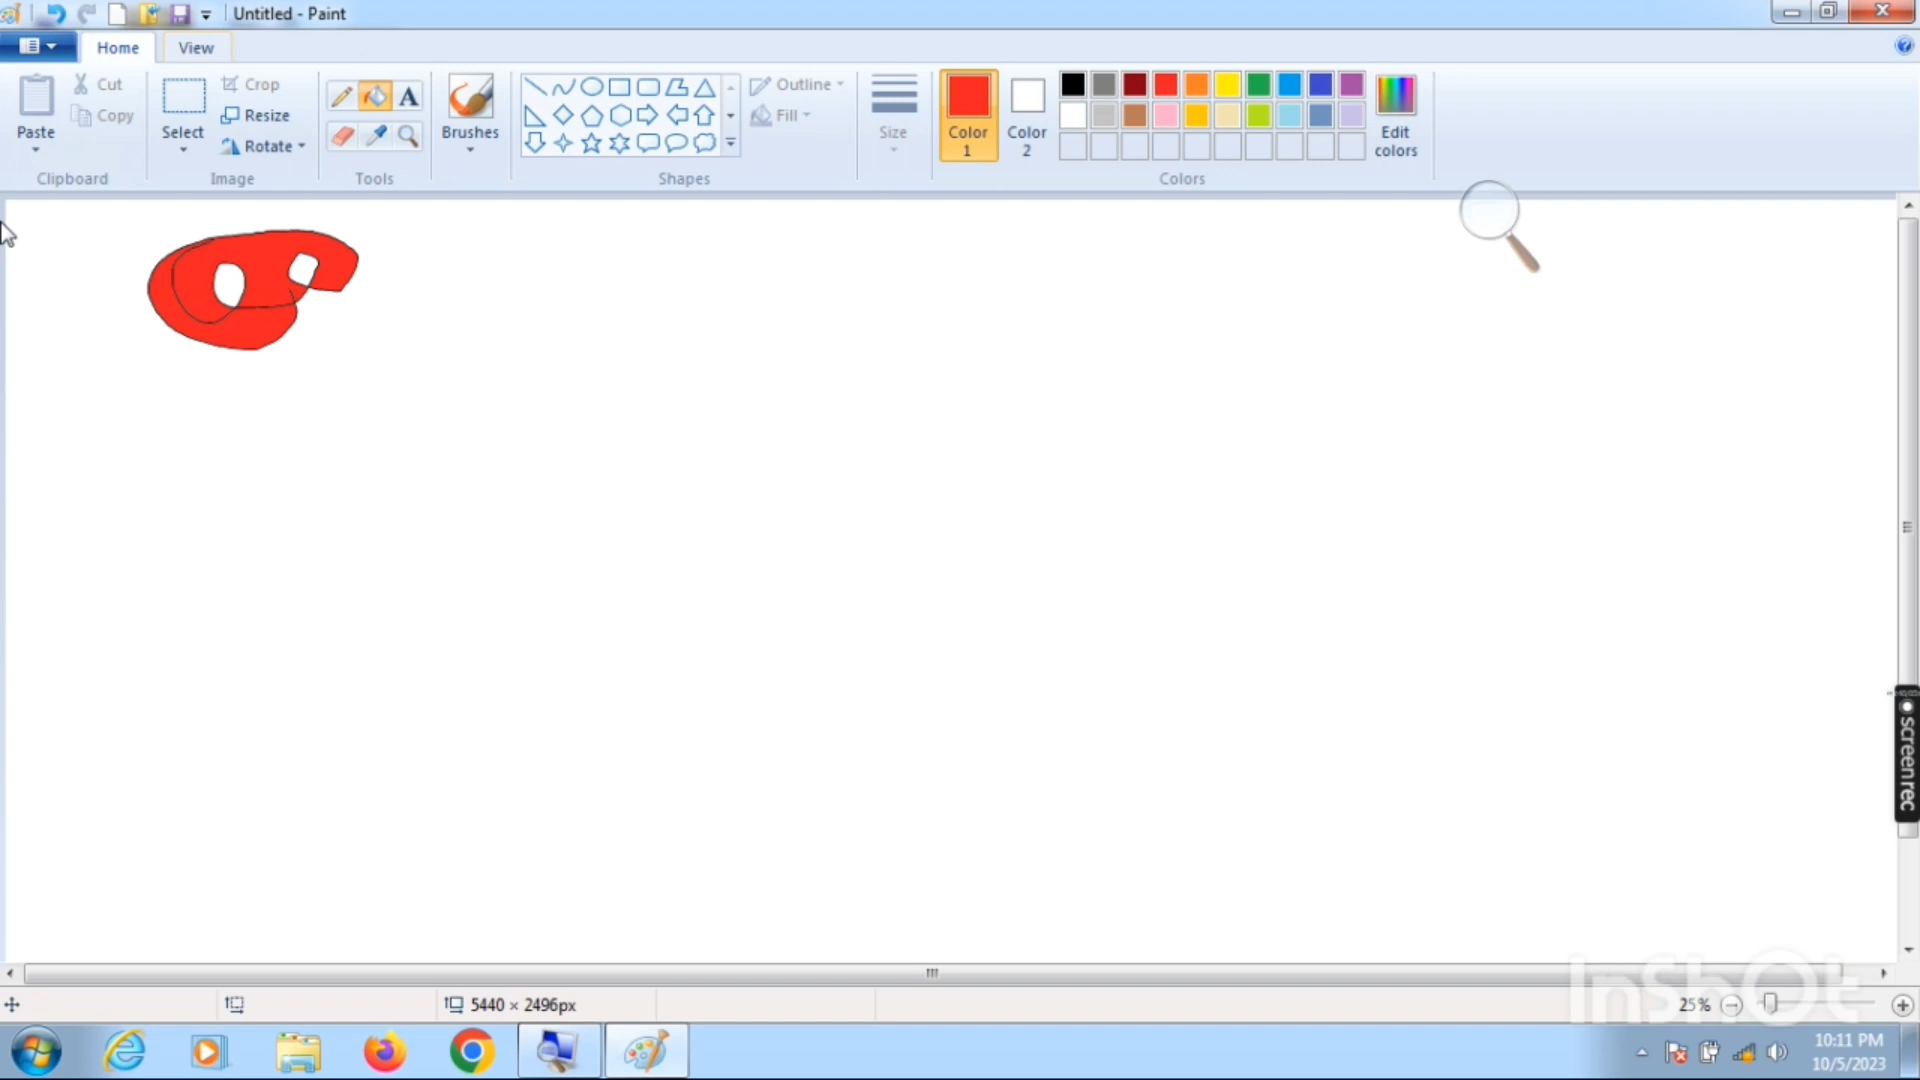 Untitled - Paint
Home
View
Paste
Cut
Copy
Clipboard
Select
Crop
Resize
Rotate
Image
A
Tools
Brushes
Shapes
Outline
Fill
Size
Color
1
Color
2
Edit
colors
Colors
screenrec
5440 × 2496px
25%
InShOt
10:11 PM
10/5/2023